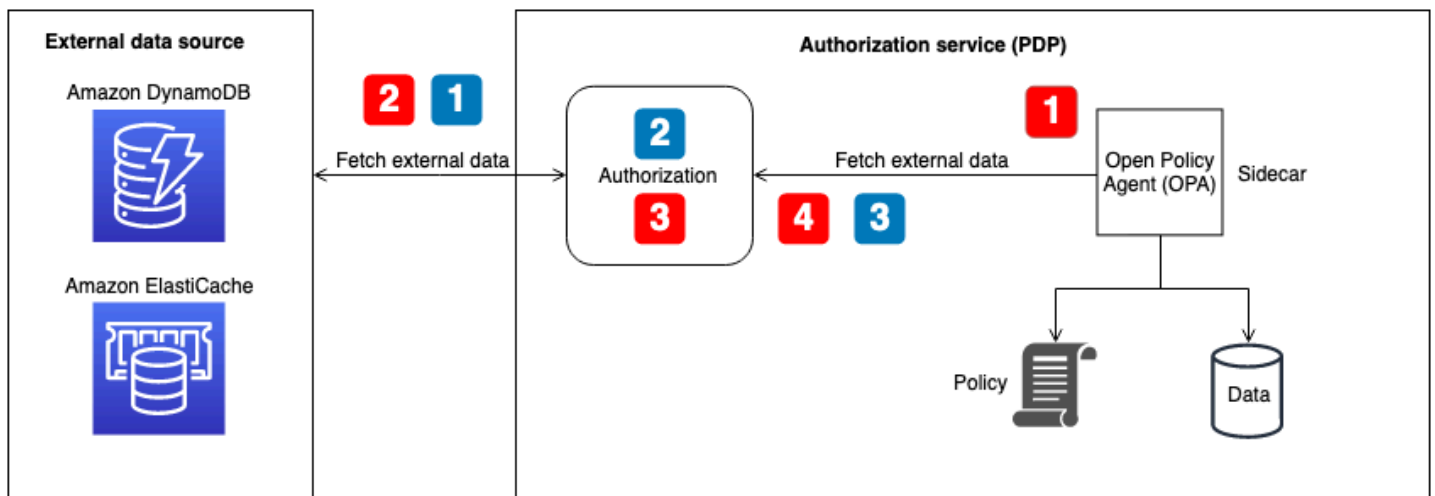 External data source
Amazon DynamoDB
Amazon ElastiCache
2 1
Fetch external data
Authorization service (PDP)
2
Authorization
3
1
Fetch external data
4 3
Open Policy
Agent (OPA)
Sidecar
Policy
Data